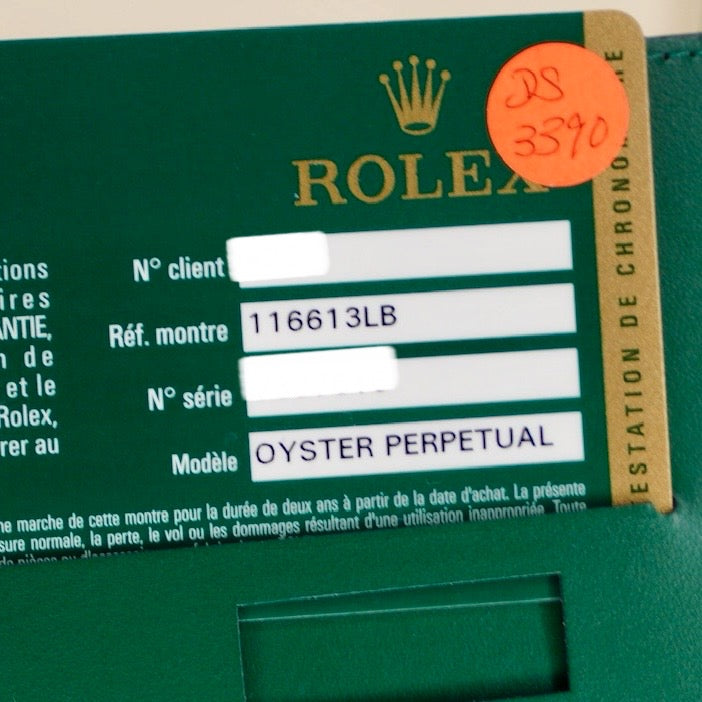 DS
3390
ROLEX
ESTATION DE CHRONO
tions
ires
ANTIE,
n de
et le
Rolex,
rer au
N° client
Réf. montre 116613LB
N° série
Modèle OYSTER PERPETUAL
ne marche de cette montre pour la durée de deux ans à partir de la date d'achat. La présente
sure normale, la perte, le vol ou les dommages résultant d'une utilisation inappropriée. Toute